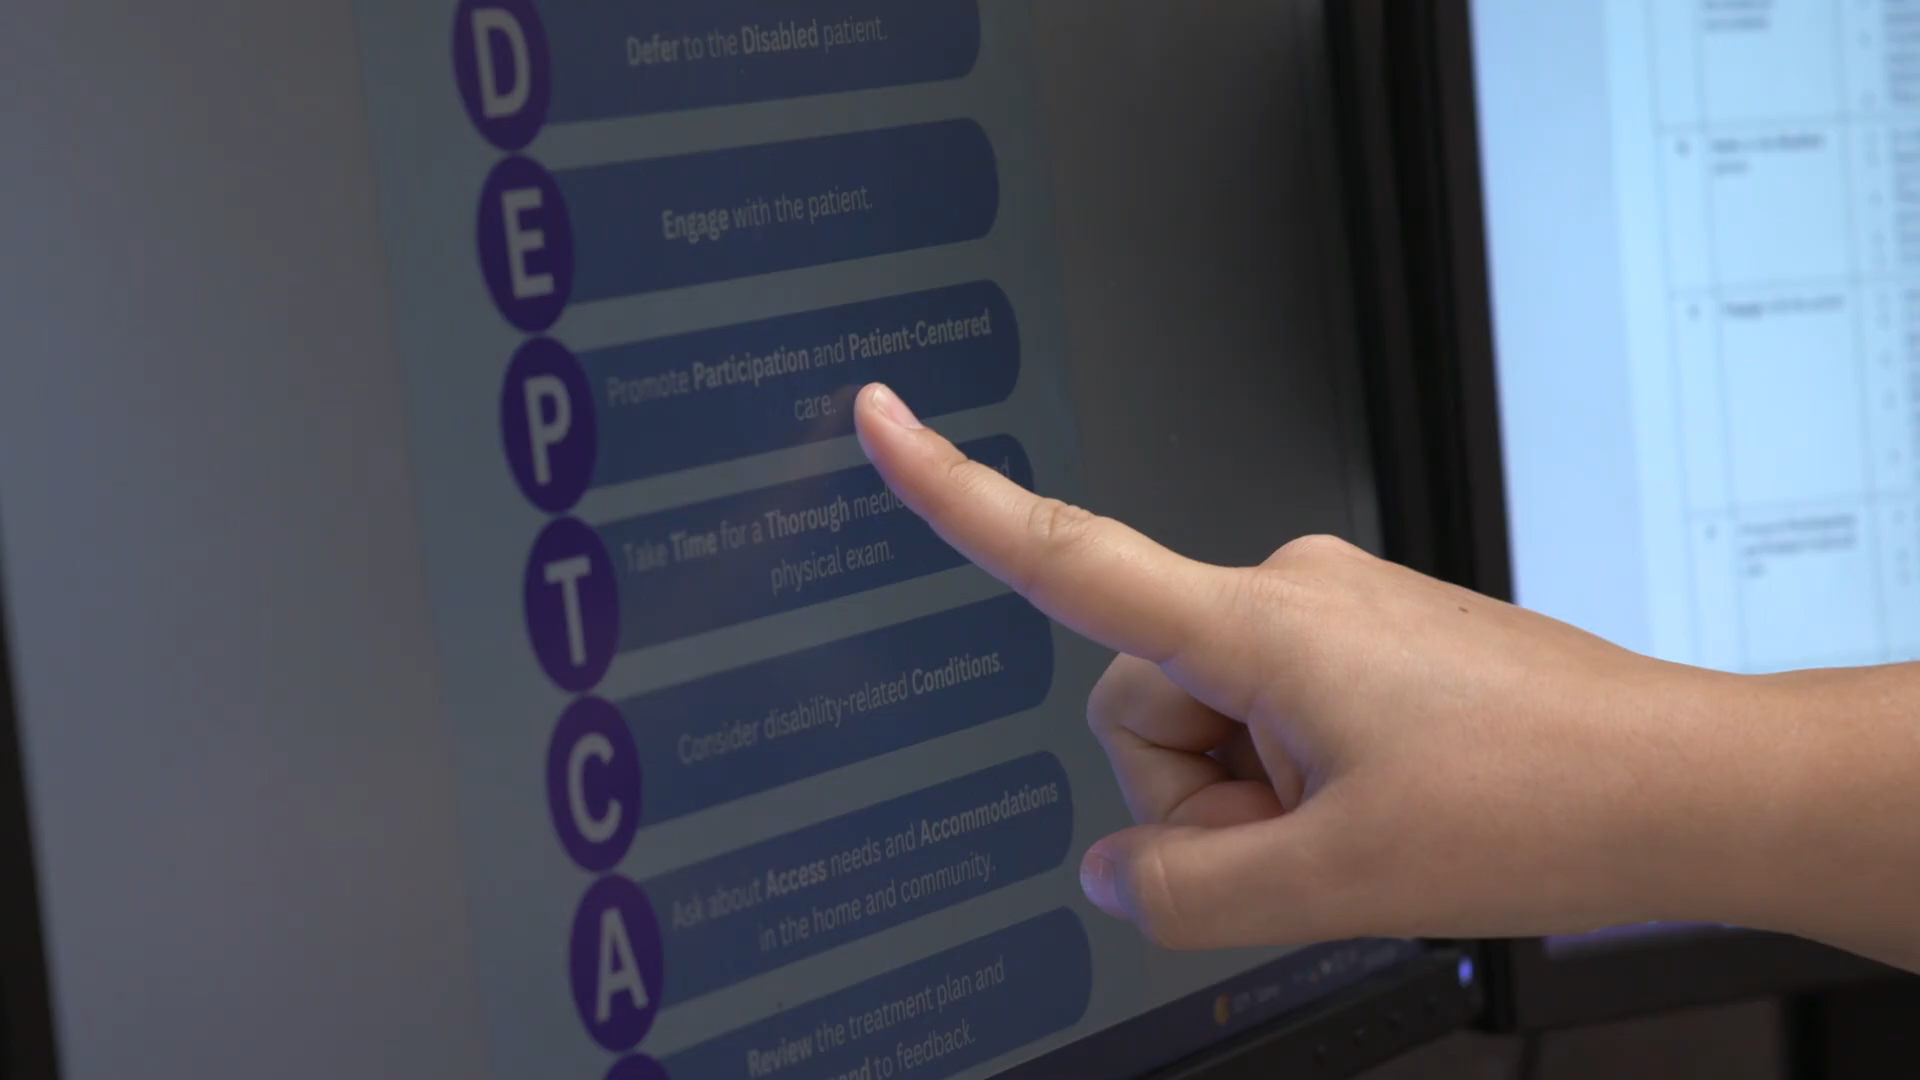 D
Defer to the Disabled patient.
E
Engage with the patient.
P
Promote Participation and Patient-Centered
care.
T
Take Time for a Thorough
physical exam.
C
Consider disability-related Conditions.
A
Ask about Access needs and Accommodations
in the home and community.
Review the treatment plan and
to feedback.